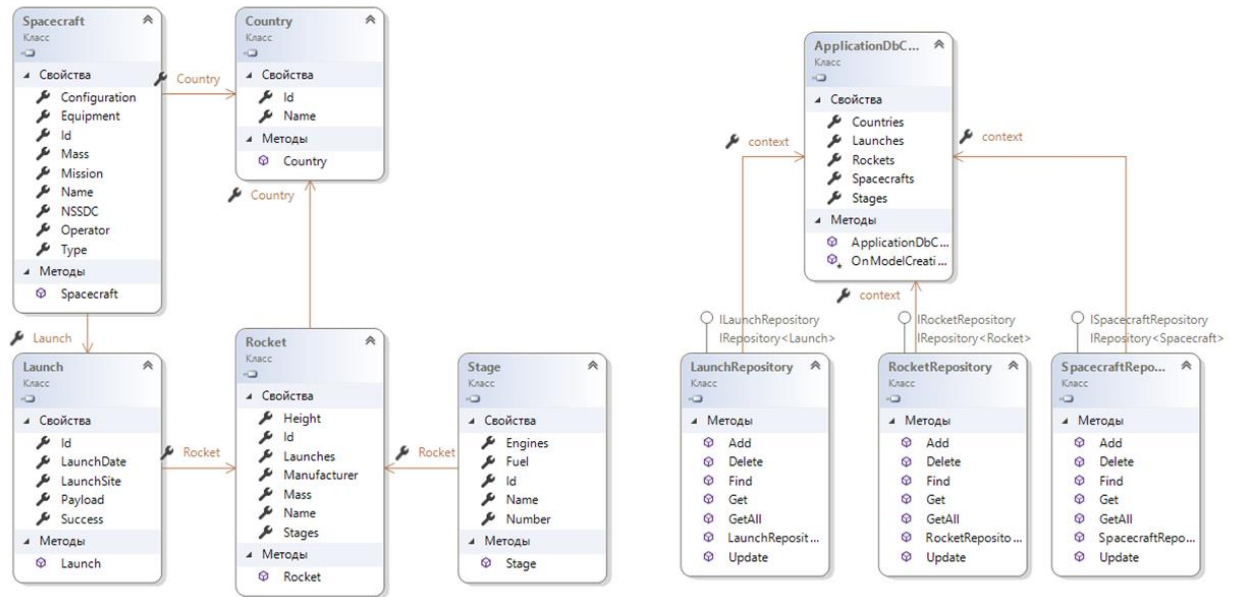 Spacecraft
Класс
Свойства
Configuration
Equipment
Id
Mass
Mission
Name
NSSDC
Operator
Type
Методы
Spacecraft
Country
Country
Класс
Свойства
Id
Name
Методы
Country
Country
Launch
Launch
Класс
Свойства
Id
LaunchDate
LaunchSite
Payload
Success
Методы
Launch
Rocket
Rocket
Класс
Свойства
Height
Id
Launches
Manufacturer
Mass
Name
Stages
Методы
Rocket
Rocket
Stage
Класс
Свойства
Engines
Fuel
Id
Name
Number
Методы
Stage
ApplicationDbC...
Класс
Свойства
Countries
Launches
Rockets
Spacecrafts
Stages
Методы
ApplicationDbC...
OnModelCreati...
context
context
context
ILaunchRepository
IRepository<Launch>
LaunchRepository
Класс
Методы
Add
Delete
Find
Get
GetAll
LaunchReposit...
Update
IRocketRepository
IRepository<Rocket>
RocketRepository
Класс
Методы
Add
Delete
Find
Get
GetAll
RocketReposito...
Update
ISpacecraftRepository
IRepository<Spacecraft>
SpacecraftRepo...
Класс
Методы
Add
Delete
Find
Get
GetAll
SpacecraftRepo...
Update